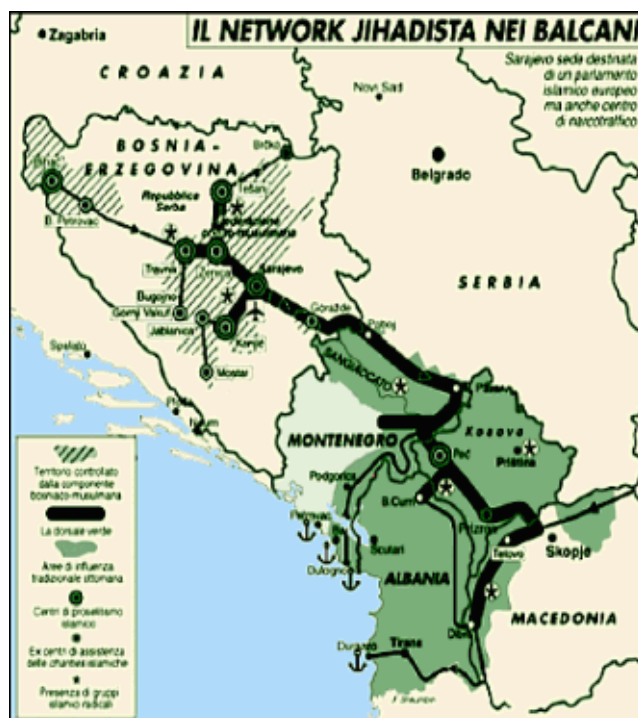 IL NETWORK JIHADISTA NEI BALCANI
Sarajevo sede destinata
di un parlamento
islamico europeo
ma anche centro
di narcotraffico
Zagabria
CROAZIA
Novi Sad
BOSNIA-
ERZEGOVINA
Brčko
Belgrado
Tešanj
Repubblica
Serba
B. Petrovac
Travnik
Zenica
Sarajevo
SERBIA
Bugojno
Gornji Vakuf
Jablanica
Konjic
Goražde
Mostar
Spalato
SANGIACCATO
MONTENEGRO
Kosovo
Priština
Peć
Podgorica
B.Curri
Prizren
Petrovac
Scutari
Dulcigno
ALBANIA
Tetovo
Skopje
MACEDONIA
Durazzo
Tirana
Territorio controllato
dalla componente
bosniaco-musulmana
La dorsale verde
Aree di influenza
tradizionale ottomana
Centri di proselitismo
islamico
Ex centri di assistenza
delle charities islamiche
Presenza di gruppi
islamici radicali